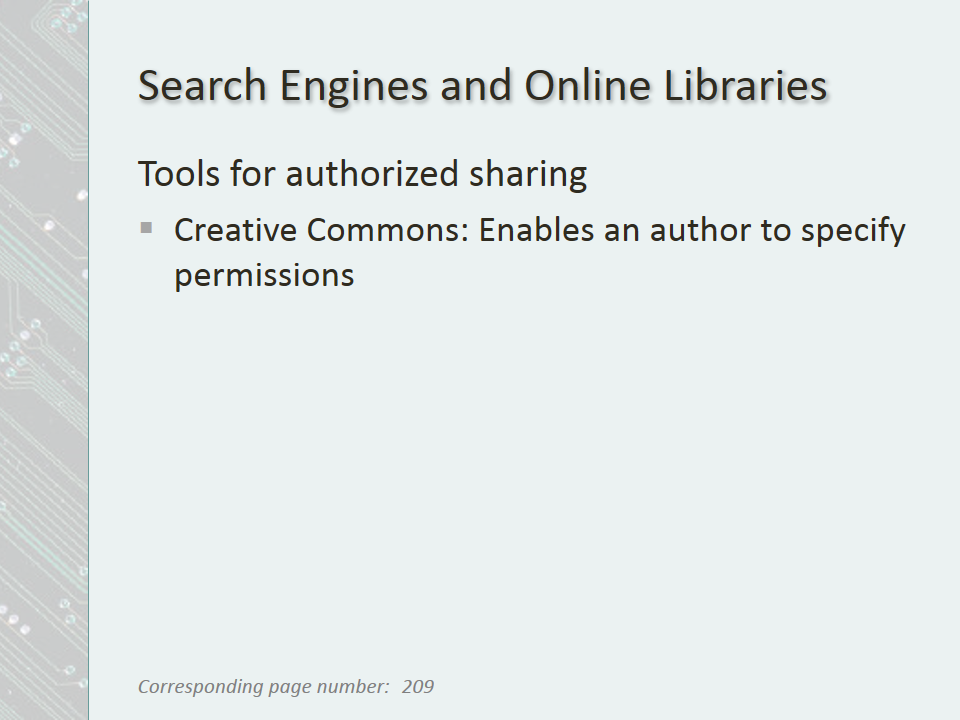 Search Engines and Online Libraries
Tools for authorized sharing
Creative Commons: Enables an author to specify
permissions
Corresponding page number: 209